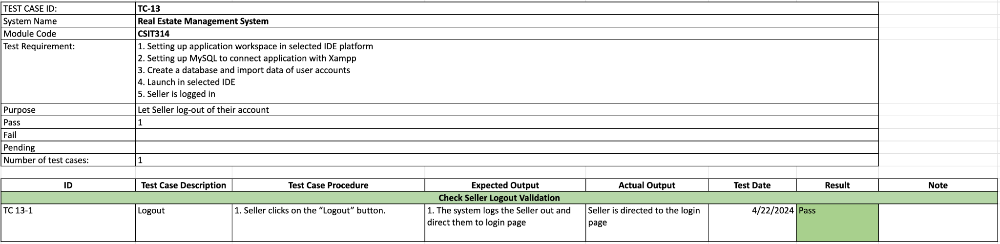 TEST CASE ID: TC-13
System Name Real Estate Management System
Module Code CSIT314
Test Requirement: 1. Setting up application workspace in selected IDE platform
2. Setting up MySQL to connect application with Xampp
3. Create a database and import data of user accounts
4. Launch in selected IDE
5. Seller is logged in
Purpose Let Seller log-out of their account
Pass 1
Fail
Pending
Number of test cases: 1
ID Test Case Description Test Case Procedure Expected Output Actual Output Test Date Result Note
Check Seller Logout Validation
TC 13-1 Logout 1. Seller clicks on the “Logout” button. 1. The system logs the Seller out and Seller is directed to the login 4/22/2024 Pass
direct them to login page page